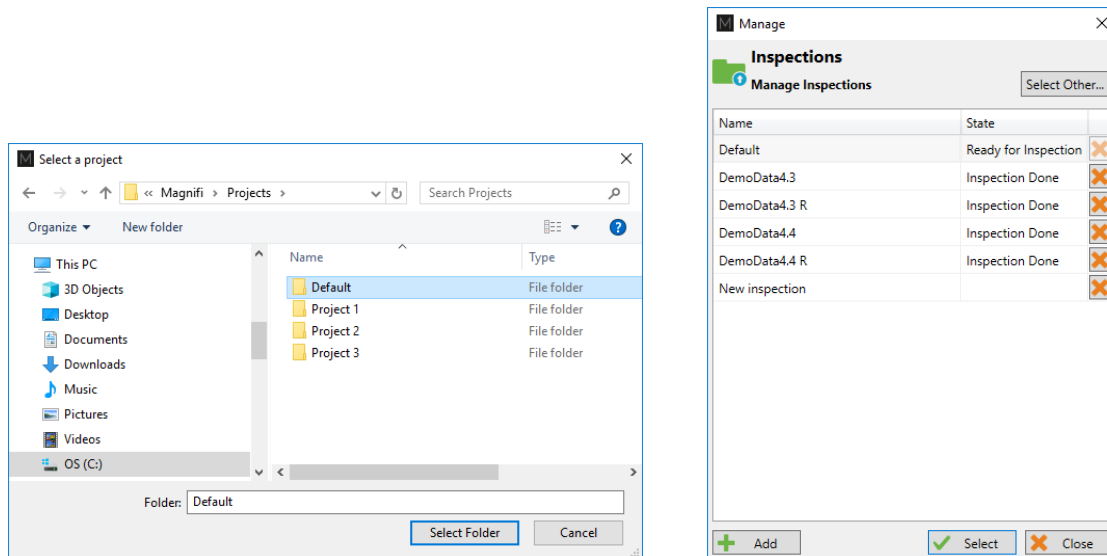 Select a project
« Magnifi › Projects ›
Search Projects
Organize
New folder
?
This PC
3D Objects
Desktop
Documents
Downloads
Music
Pictures
Videos
OS (C:)
Name
Type
Default
File folder
Project 1
File folder
Project 2
File folder
Project 3
File folder
Folder:
Default
Select Folder
Cancel
M Manage
Inspections
Manage Inspections
Select Other...
Name
State
Default
Ready for Inspection
DemoData4.3
Inspection Done
DemoData4.3 R
Inspection Done
DemoData4.4
Inspection Done
DemoData4.4 R
Inspection Done
New inspection
Add
Select
Close